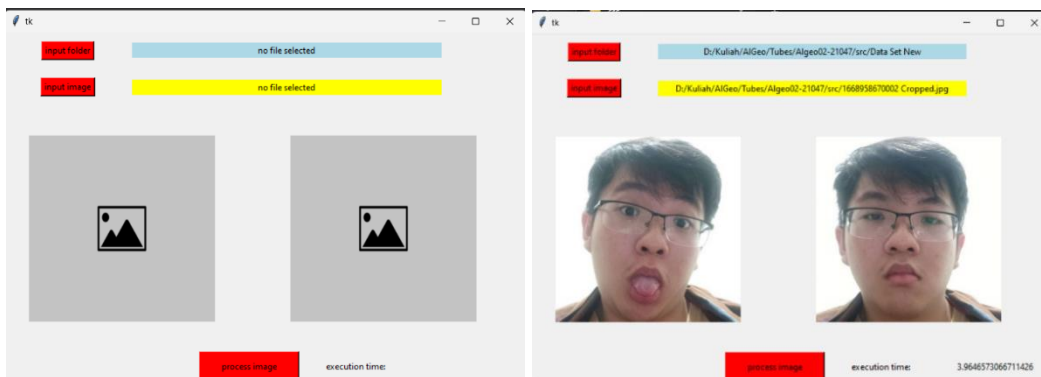 tk
input folder
no file selected
input image
no file selected
process image
execution time:
tk
input folder
D:/Kuliah/AlGeo/Tubes/Algeo02-21047/src/Data Set New
input image
D:/Kuliah/AlGeo/Tubes/Algeo02-21047/src/1668958670002 Cropped.jpg
process image
execution time:
3.9646573066711426